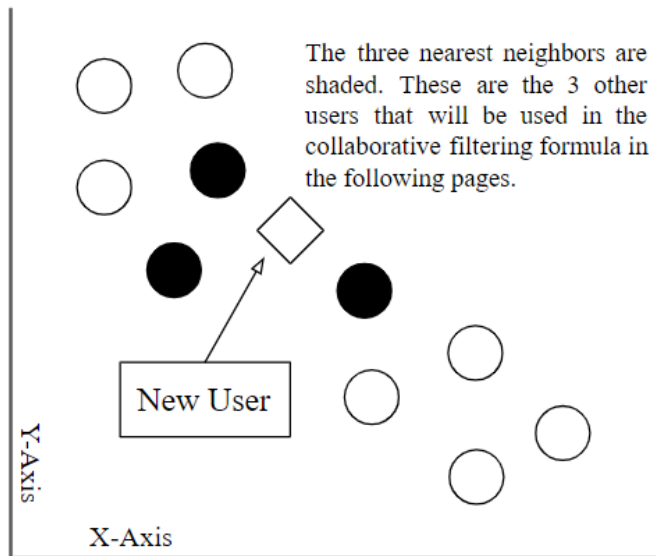 The three nearest neighbors are
shaded. These are the 3 other
users that will be used in the
collaborative filtering formula in
the following pages.
New User
Y-Axis
X-Axis